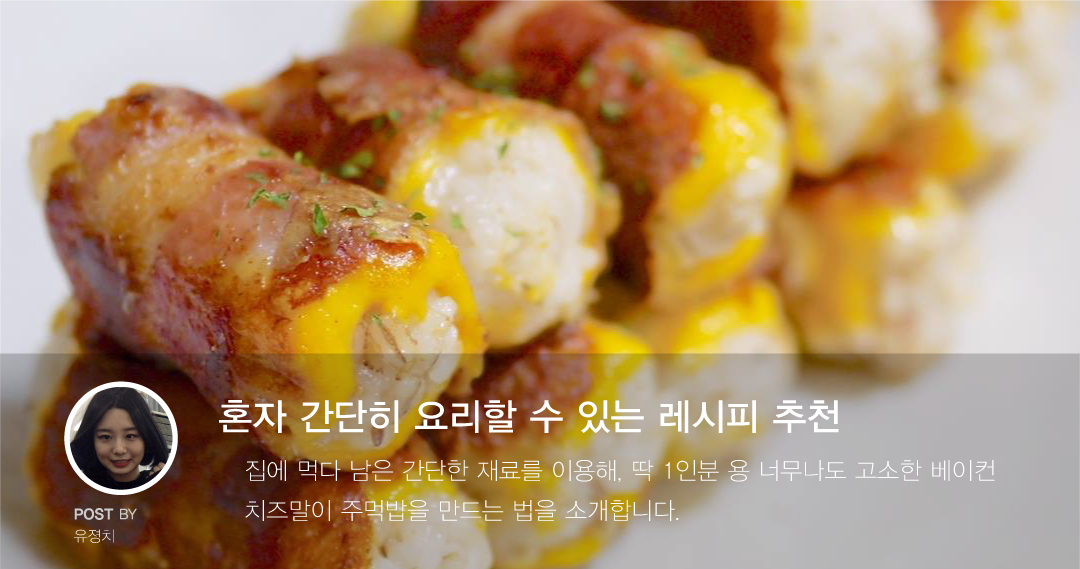 혼자 간단히 요리할 수 있는 레시피 추천
집에 먹다 남은 간단한 재료를 이용해, 딱 1인분 용 너무나도 고소한 베이컨
치즈말이 주먹밥을 만드는 법을 소개합니다.
POST BY
유정치